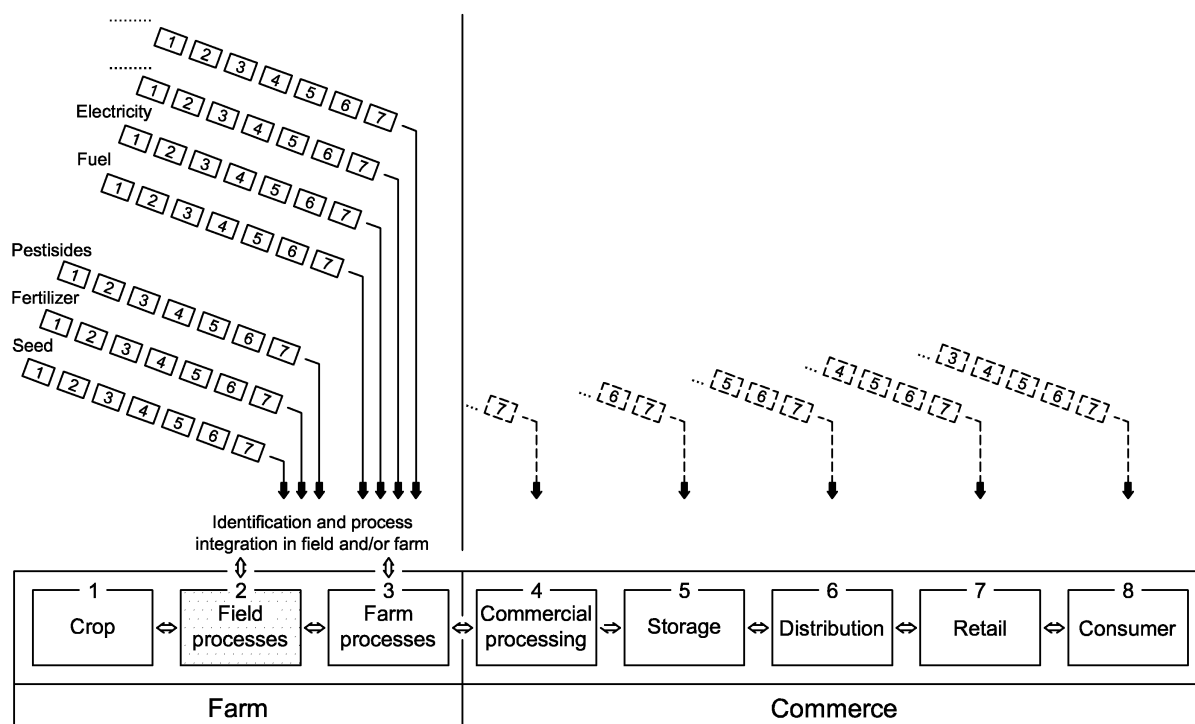 ........
1 2 3 4 5 6 7
........
1 2 3 4 5 6 7
Electricity
1 2 3 4 5 6 7
Fuel
1 2 3 4 5 6 7
Pestisides
1 2 3 4 5 6 7
Fertilizer
1 2 3 4 5 6 7
Seed
1 2 3 4 5 6 7
... 7
... 6 7
... 5 6 7
... 4 5 6 7
... 3 4 5 6 7
Identification and process
integration in field and/or farm
1
Crop
2
Field
processes
3
Farm
processes
4
Commercial
processing
5
Storage
6
Distribution
7
Retail
8
Consumer
Farm
Commerce